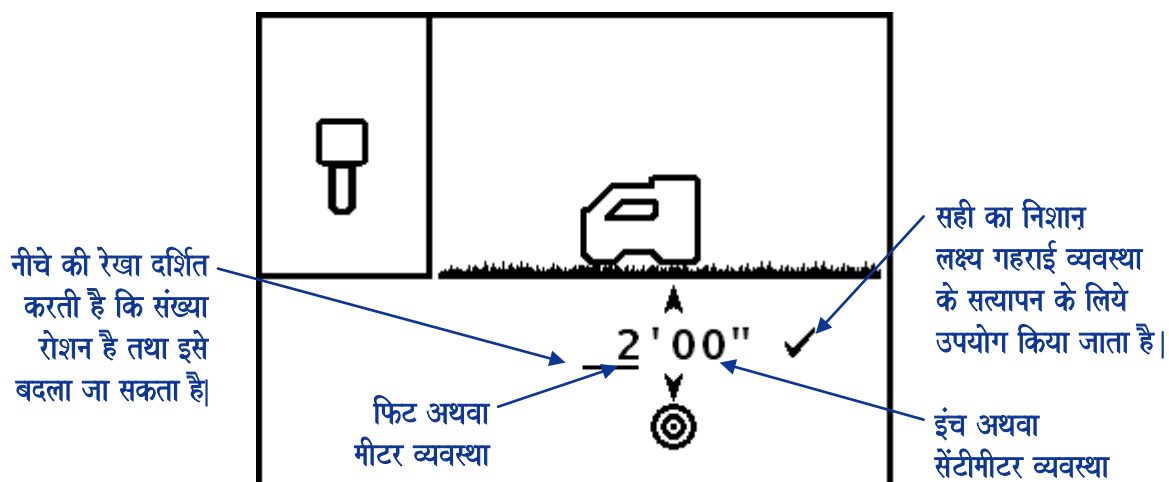 नीचे की रेखा दर्शित
करती है कि संख्या
रोशन है तथा इसे
बदला जा सकता है|
फिट अथवा
मीटर व्यवस्था
2'00" ✓
सही का निशाऩ
लक्ष्य गहराई व्यवस्था
के सत्यापन के लिये
उपयोग किया जाता है|
इंच अथवा
सेंटीमीटर व्यवस्था